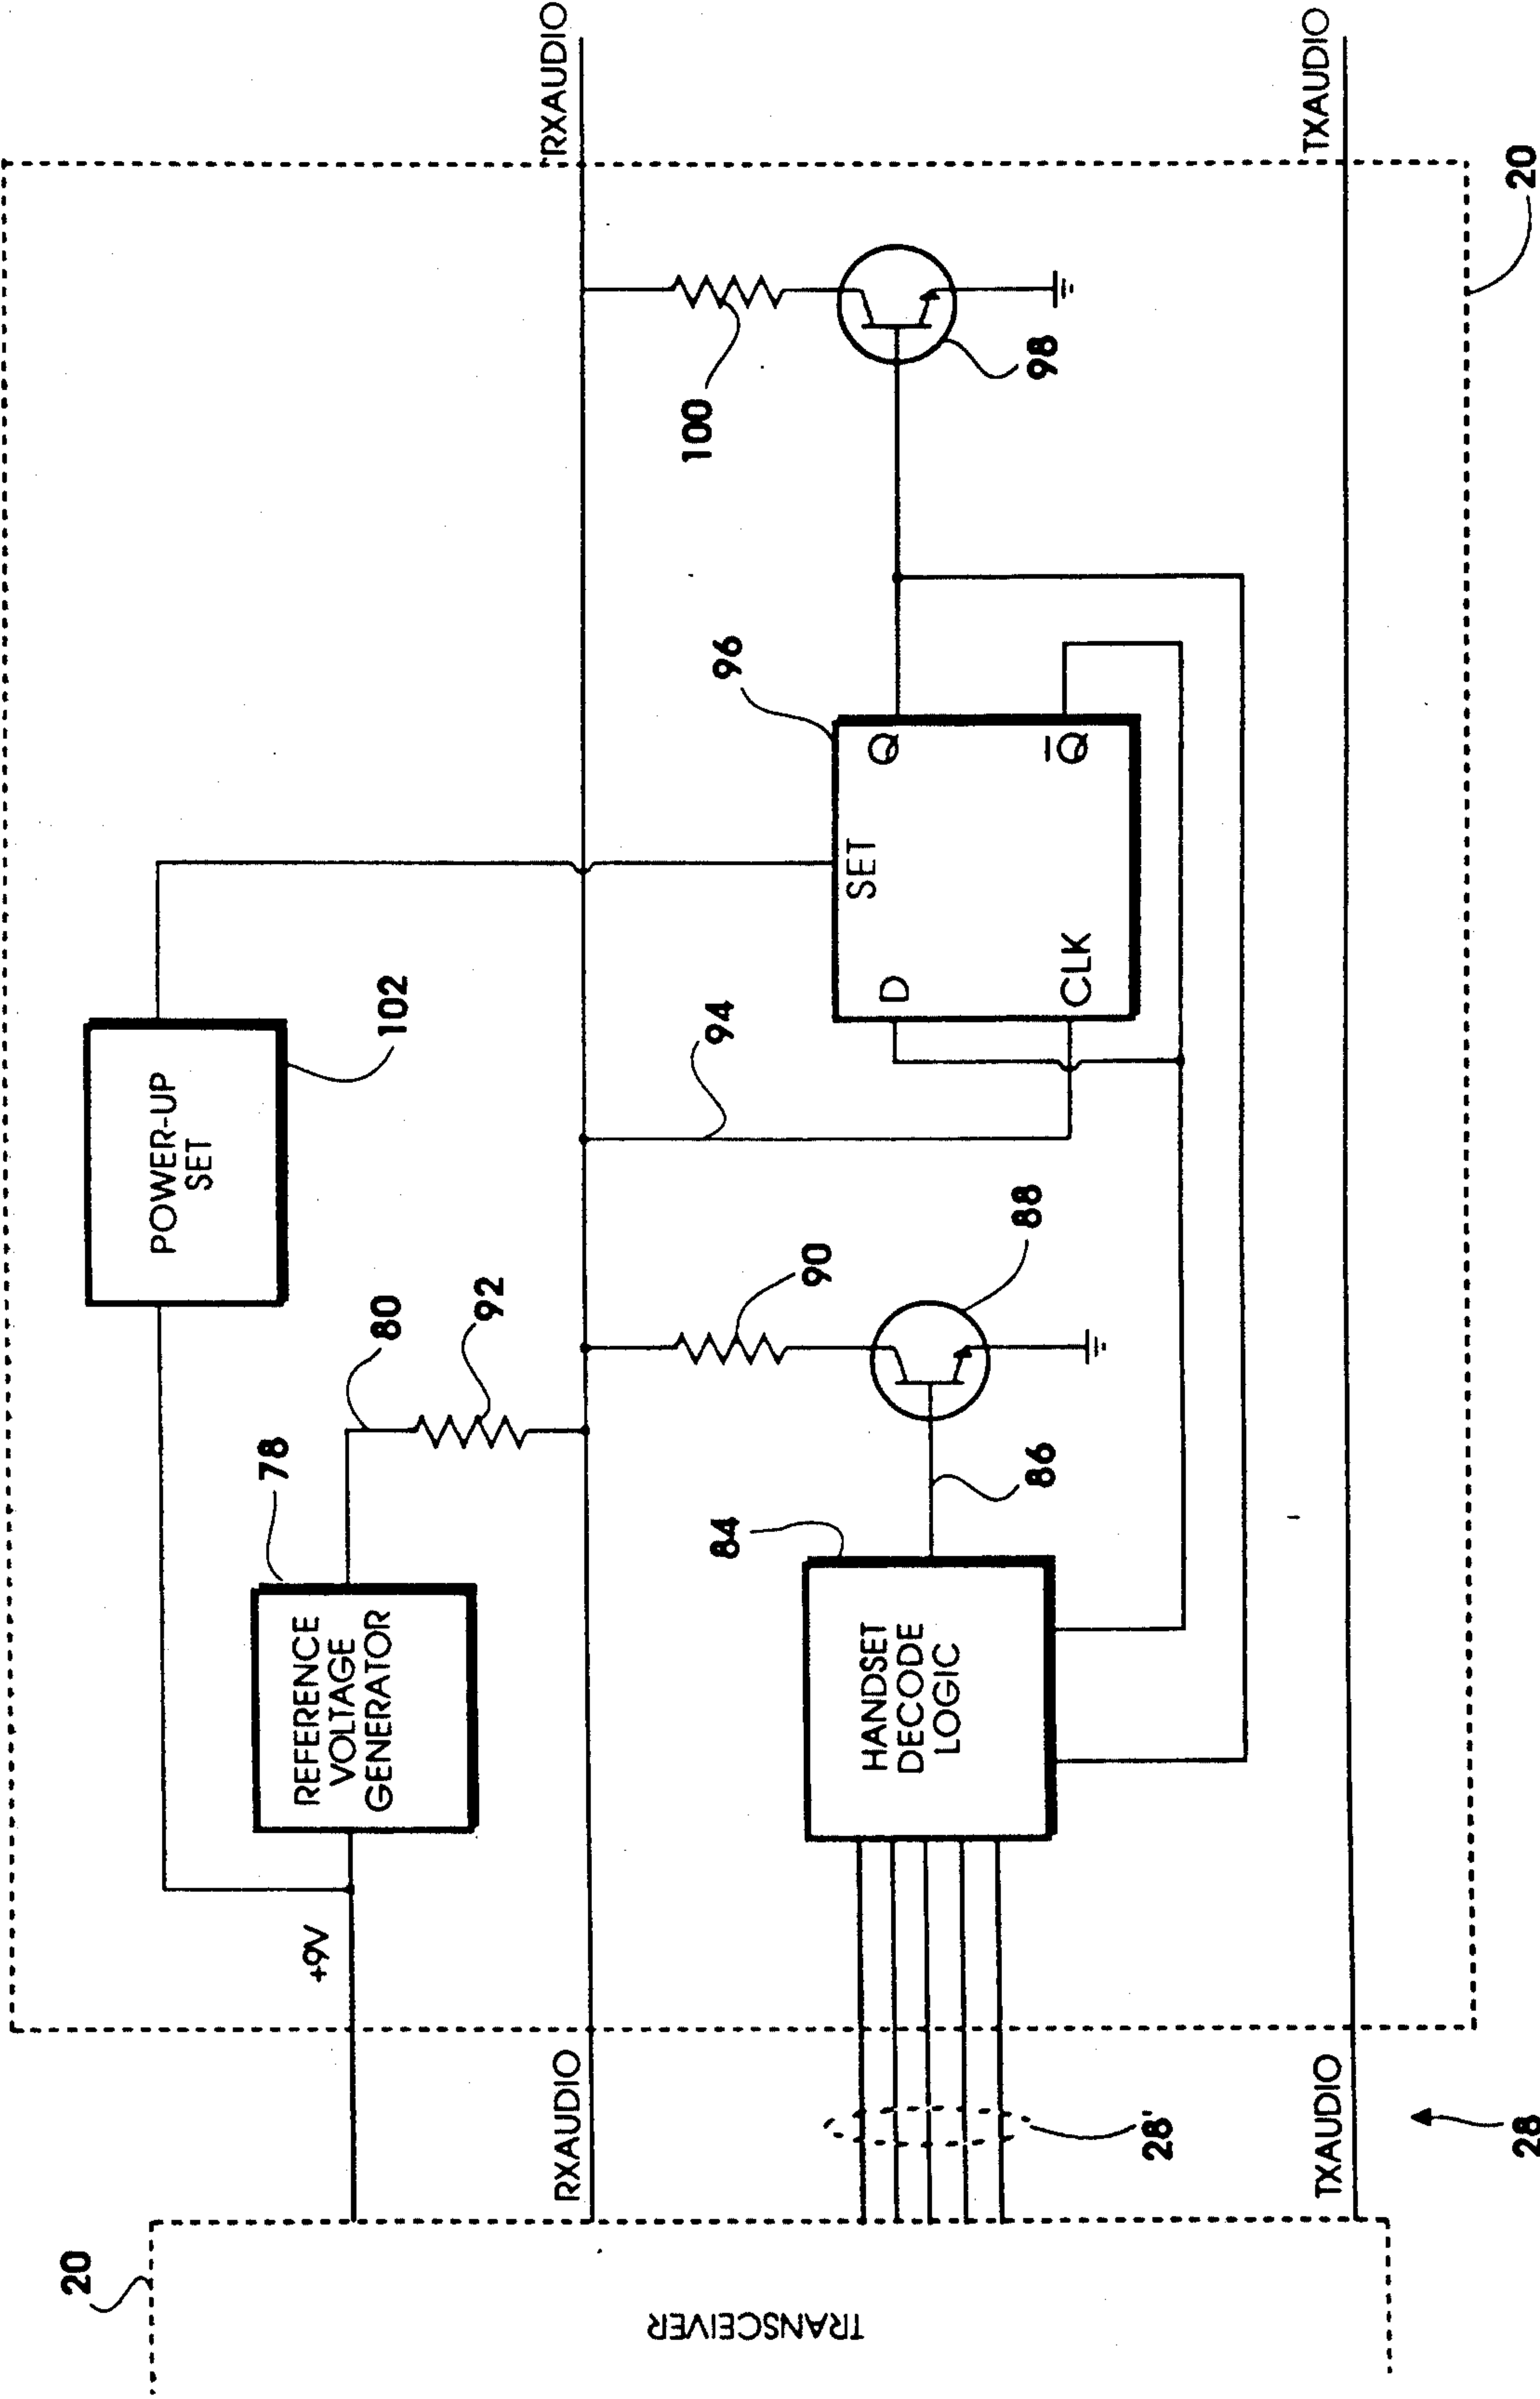 RXAUDIO
TXAUDIO
20
100
98
96
SET
Q
Q̅
D
CLK
94
POWER-UP
SET
102
80
92
90
88
86
78
REFERENCE
VOLTAGE
GENERATOR
84
HANDSET
DECODE
LOGIC
+9V
RXAUDIO
28'
TXAUDIO
28
20
TRANSCEIVER